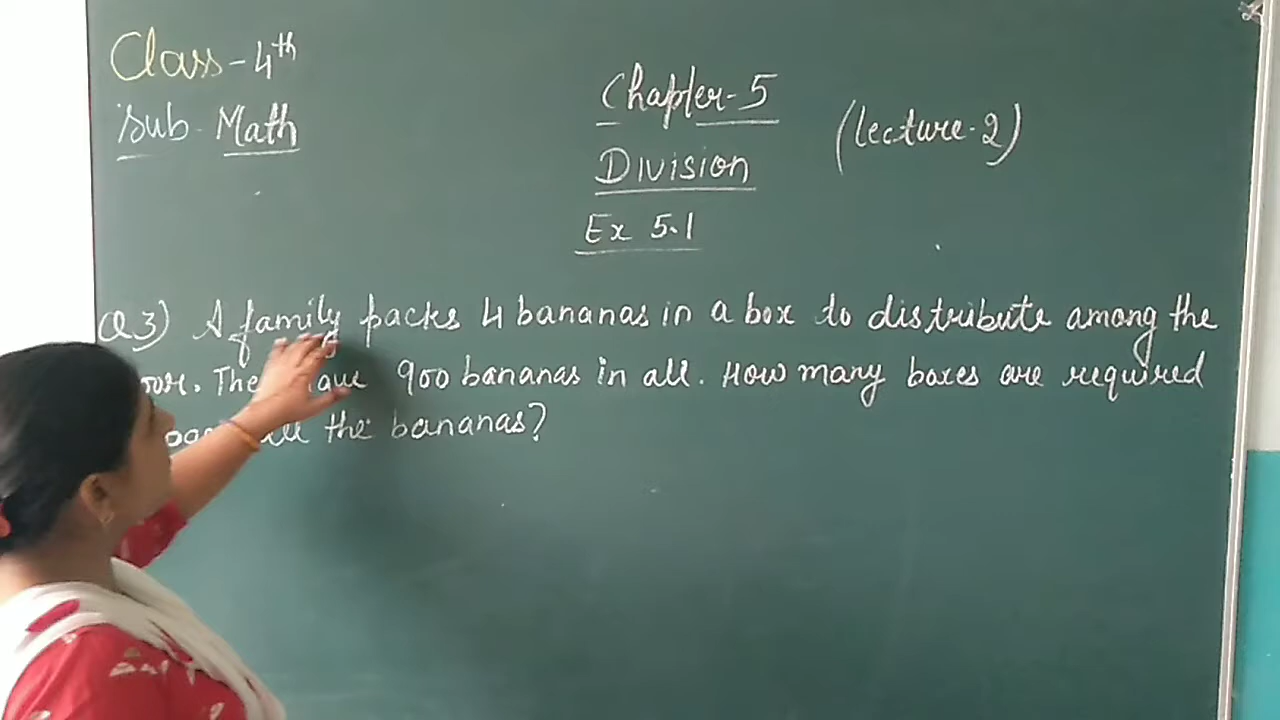 Class-4th
Sub- Math
Chapter-5
(lecture-2)
Division
Ex 5.1
Q3) A family packs 4 bananas in a box to distribute among the
900 bananas in all. How many boxes are required
the bananas?